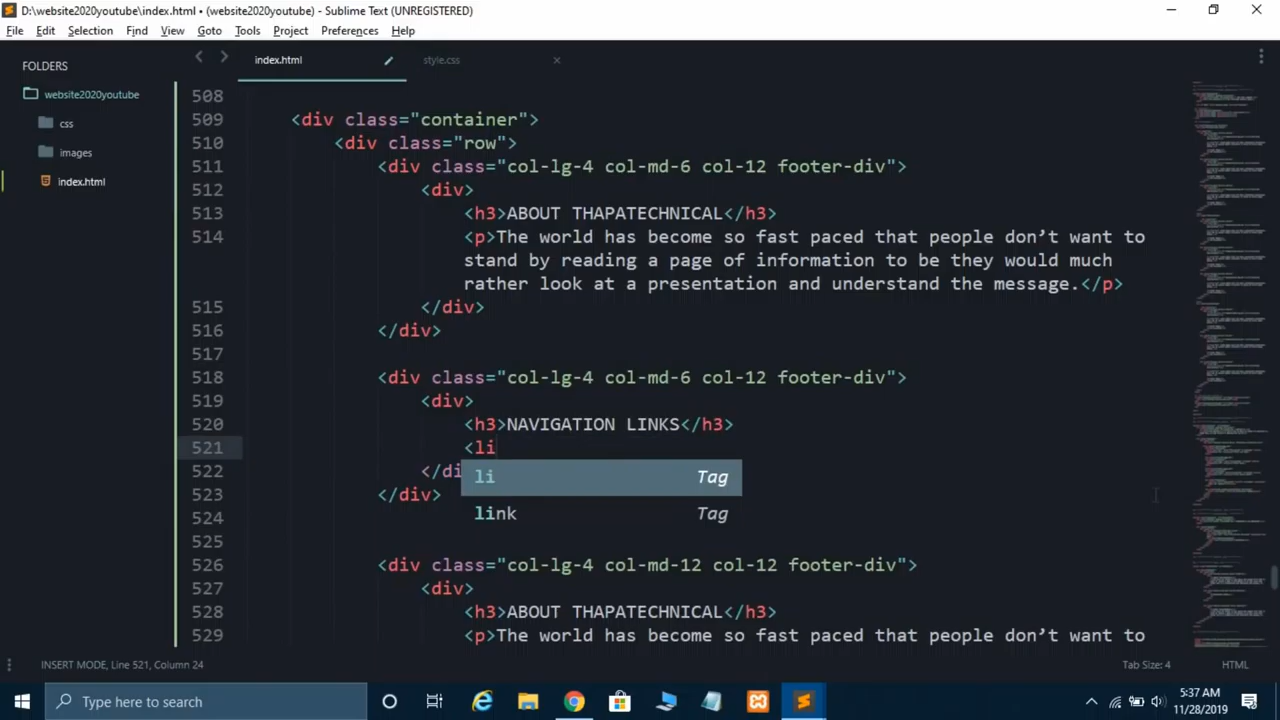 D:\website2020youtube\index.html • (website2020youtube) - Sublime Text (UNREGISTERED)
File Edit Selection Find View Goto Tools Project Preferences Help
FOLDERS
website2020youtube
css
images
index.html
index.html style.css
508
509 <div class="container">
510 <div class="row">
511 <div class="col-lg-4 col-md-6 col-12 footer-div">
512 <div>
513 <h3>ABOUT THAPATECHNICAL</h3>
514 <p>The world has become so fast paced that people don’t want to
stand by reading a page of information to be they would much
rather look at a presentation and understand the message.</p>
515 </div>
516 </div>
517
518 <div class="col-lg-4 col-md-6 col-12 footer-div">
519 <div>
520 <h3>NAVIGATION LINKS</h3>
521 <li
522 </di
li Tag
523 </div>
link Tag
524
525
526 <div class="col-lg-4 col-md-12 col-12 footer-div">
527 <div>
528 <h3>ABOUT THAPATECHNICAL</h3>
529 <p>The world has become so fast paced that people don’t want to
INSERT MODE, Line 521, Column 24 Tab Size: 4 HTML
Type here to search
5:37 AM
11/28/2019